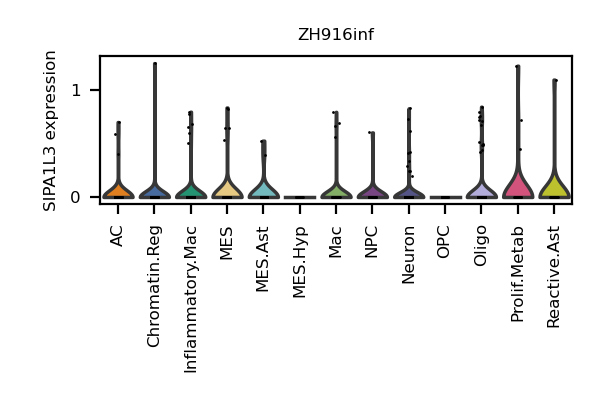 ZH916inf
SIPA1L3 expression
1
0
AC
Chromatin.Reg
Inflammatory.Mac
MES
MES.Ast
MES.Hyp
Mac
NPC
Neuron
OPC
Oligo
Prolif.Metab
Reactive.Ast